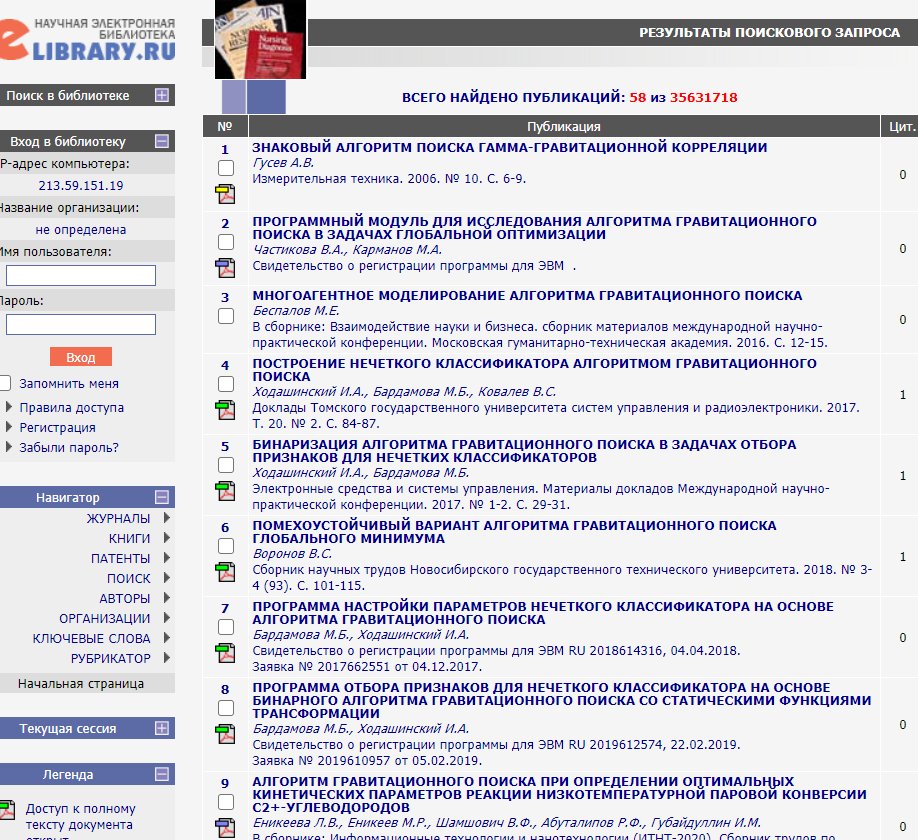 НАУЧНАЯ ЭЛЕКТРОННАЯ
БИБЛИОТЕКА
eLIBRARY.RU
Поиск в библиотеке
Вход в библиотеку
P-адрес компьютера:
213.59.151.19
Название организации:
не определена
Имя пользователя:
Пароль:
Вход
Запомнить меня
Правила доступа
Регистрация
Забыли пароль?
Навигатор
ЖУРНАЛЫ
КНИГИ
ПАТЕНТЫ
ПОИСК
АВТОРЫ
ОРГАНИЗАЦИИ
КЛЮЧЕВЫЕ СЛОВА
РУБРИКАТОР
Начальная страница
Текущая сессия
Легенда
Доступ к полному
тексту документа
открыт
AJN
Nursing
Diagnosis
РЕЗУЛЬТАТЫ ПОИСКОВОГО ЗАПРОСА
ВСЕГО НАЙДЕНО ПУБЛИКАЦИЙ: 58 из 35631718
№ Публикация Цит.
1 ЗНАКОВЫЙ АЛГОРИТМ ПОИСКА ГАММА-ГРАВИТАЦИОННОЙ КОРРЕЛЯЦИИ
Гусев А.В.
Измерительная техника. 2006. № 10. С. 6-9. 0
2 ПРОГРАММНЫЙ МОДУЛЬ ДЛЯ ИССЛЕДОВАНИЯ АЛГОРИТМА ГРАВИТАЦИОННОГО
ПОИСКА В ЗАДАЧАХ ГЛОБАЛЬНОЙ ОПТИМИЗАЦИИ
Частикова В.А., Карманов М.А. 0
Свидетельство о регистрации программы для ЭВМ .
3 МНОГОАГЕНТНОЕ МОДЕЛИРОВАНИЕ АЛГОРИТМА ГРАВИТАЦИОННОГО ПОИСКА
Беспалов М.Е.
В сборнике: Взаимодействие науки и бизнеса. сборник материалов международной научно- 0
практической конференции. Московская гуманитарно-техническая академия. 2016. С. 12-15.
4 ПОСТРОЕНИЕ НЕЧЕТКОГО КЛАССИФИКАТОРА АЛГОРИТМОМ ГРАВИТАЦИОННОГО
ПОИСКА
Ходашинский И.А., Бардамова М.Б., Ковалев В.С. 1
Доклады Томского государственного университета систем управления и радиоэлектроники. 2017.
Т. 20. № 2. С. 84-87.
5 БИНАРИЗАЦИЯ АЛГОРИТМА ГРАВИТАЦИОННОГО ПОИСКА В ЗАДАЧАХ ОТБОРА
ПРИЗНАКОВ ДЛЯ НЕЧЕТКИХ КЛАССИФИКАТОРОВ
Ходашинский И.А., Бардамова М.Б. 1
Электронные средства и системы управления. Материалы докладов Международной научно-
практической конференции. 2017. № 1-2. С. 29-31.
6 ПОМЕХОУСТОЙЧИВЫЙ ВАРИАНТ АЛГОРИТМА ГРАВИТАЦИОННОГО ПОИСКА
ГЛОБАЛЬНОГО МИНИМУМА
Воронов В.С. 1
Сборник научных трудов Новосибирского государственного технического университета. 2018. № 3-
4 (93). С. 101-115.
7 ПРОГРАММА НАСТРОЙКИ ПАРАМЕТРОВ НЕЧЕТКОГО КЛАССИФИКАТОРА НА ОСНОВЕ
АЛГОРИТМА ГРАВИТАЦИОННОГО ПОИСКА
Бардамова М.Б., Ходашинский И.А. 0
Свидетельство о регистрации программы для ЭВМ RU 2018614316, 04.04.2018.
Заявка № 2017662551 от 04.12.2017.
8 ПРОГРАММА ОТБОРА ПРИЗНАКОВ ДЛЯ НЕЧЕТКОГО КЛАССИФИКАТОРА НА ОСНОВЕ
БИНАРНОГО АЛГОРИТМА ГРАВИТАЦИОННОГО ПОИСКА СО СТАТИЧЕСКИМИ ФУНКЦИЯМИ
ТРАНСФОРМАЦИИ
Бардамова М.Б., Ходашинский И.А. 0
Свидетельство о регистрации программы для ЭВМ RU 2019612574, 22.02.2019.
Заявка № 2019610957 от 05.02.2019.
9 АЛГОРИТМ ГРАВИТАЦИОННОГО ПОИСКА ПРИ ОПРЕДЕЛЕНИИ ОПТИМАЛЬНЫХ
КИНЕТИЧЕСКИХ ПАРАМЕТРОВ РЕАКЦИИ НИЗКОТЕМПЕРАТУРНОЙ ПАРОВОЙ КОНВЕРСИИ
С2+-УГЛЕВОДОРОДОВ
Еникеева Л.В., Еникеев М.Р., Шамшович В.Ф., Абуталипов Р.Ф., Губайдуллин И.М. 0
В сборнике: Информационные технологии и нанотехнологии (ИТНТ-2020). Сборник трудов по